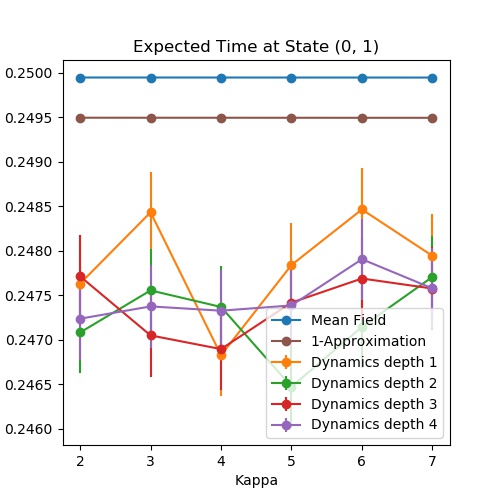 Expected Time at State (0, 1)
0.2500
0.2495
0.2490
0.2485
0.2480
0.2475
0.2470
0.2465
0.2460
Mean Field
1-Approximation
Dynamics depth 1
Dynamics depth 2
Dynamics depth 3
Dynamics depth 4
2 3 4 5 6 7
Kappa